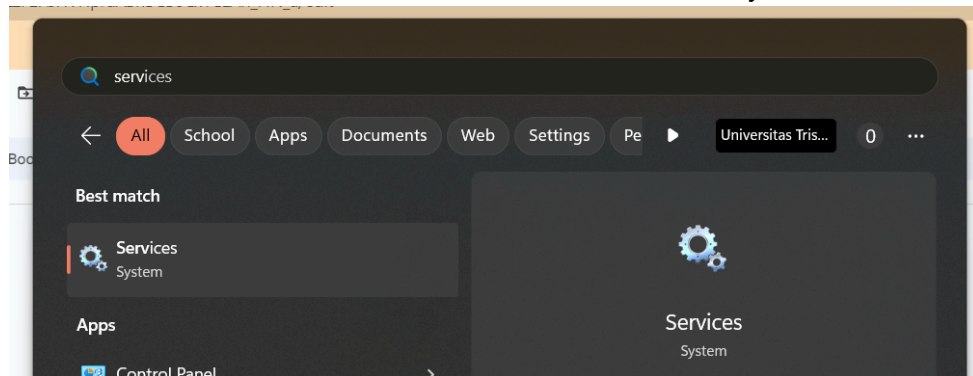 services
All School Apps Documents Web Settings Pe Universitas Tris... 0 ...
Boo
Best match
Services
System
Apps
Services
System
Control Panel